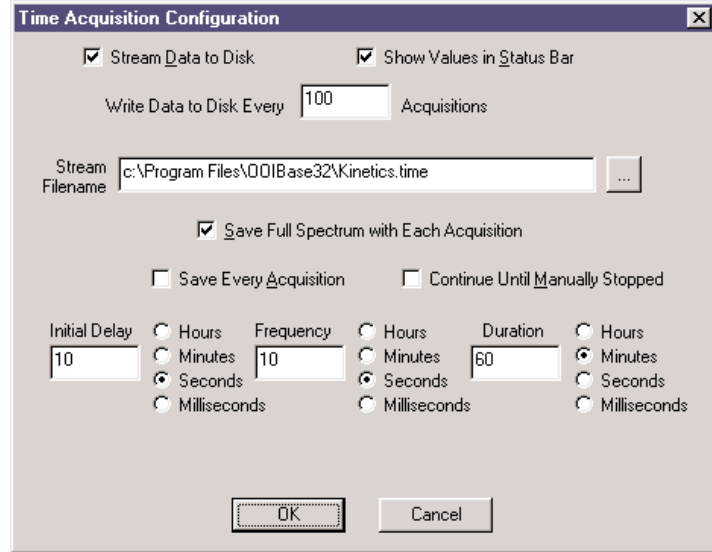 Time Acquisition Configuration
Stream Data to Disk
Show Values in Status Bar
Write Data to Disk Every 100 Acquisitions
Stream Filename
c:\Program Files\OOIBase32\Kinetics.time
...
Save Full Spectrum with Each Acquisition
Save Every Acquisition
Continue Until Manually Stopped
Initial Delay
10
Hours
Minutes
Seconds
Milliseconds
Frequency
10
Hours
Minutes
Seconds
Milliseconds
Duration
60
Hours
Minutes
Seconds
Milliseconds
OK
Cancel